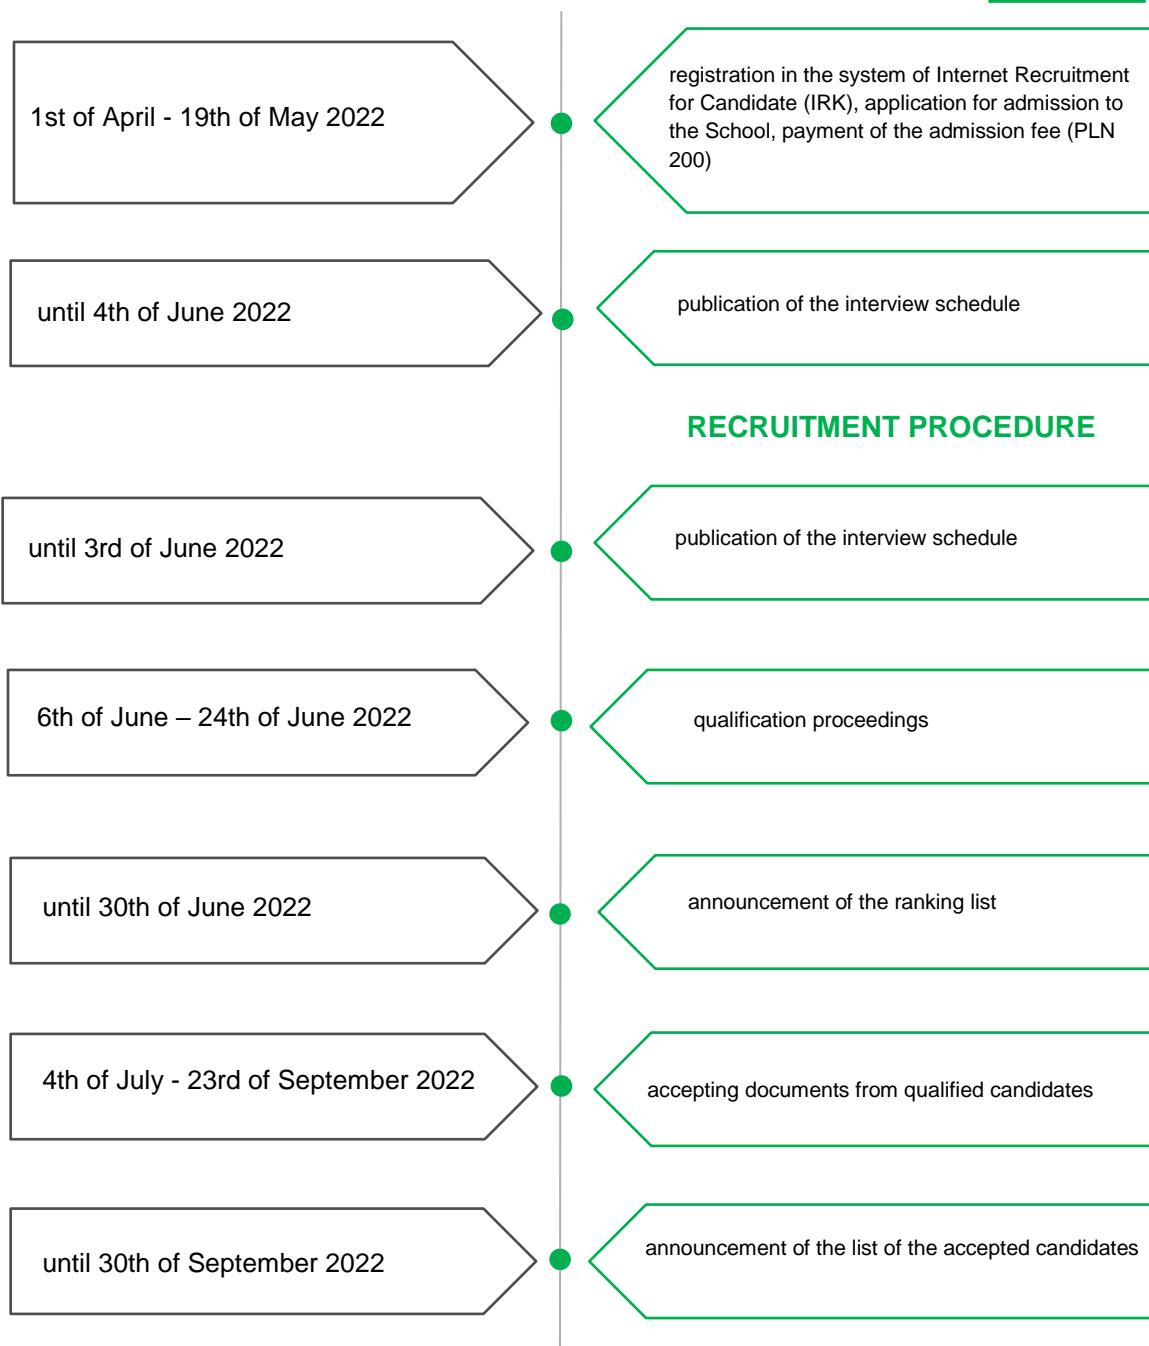 1st of April - 19th of May 2022
registration in the system of Internet Recruitment
for Candidate (IRK), application for admission to
the School, payment of the admission fee (PLN
200)
until 4th of June 2022
publication of the interview schedule
RECRUITMENT PROCEDURE
until 3rd of June 2022
publication of the interview schedule
6th of June – 24th of June 2022
qualification proceedings
until 30th of June 2022
announcement of the ranking list
4th of July - 23rd of September 2022
accepting documents from qualified candidates
until 30th of September 2022
announcement of the list of the accepted candidates